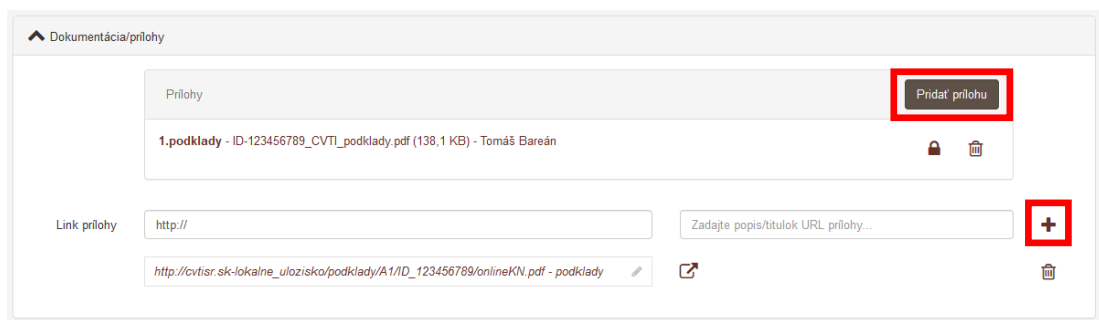 Dokumentácia/prílohy
Prílohy
Pridať prílohu
1.podklady - ID-123456789_CVTI_podklady.pdf (138,1 KB) - Tomáš Bareán
Link prílohy
http://
Zadajte popis/titulok URL prílohy...
http://cvtisr.sk-lokalne_ulozisko/podklady/A1/ID_123456789/onlineKN.pdf - podklady